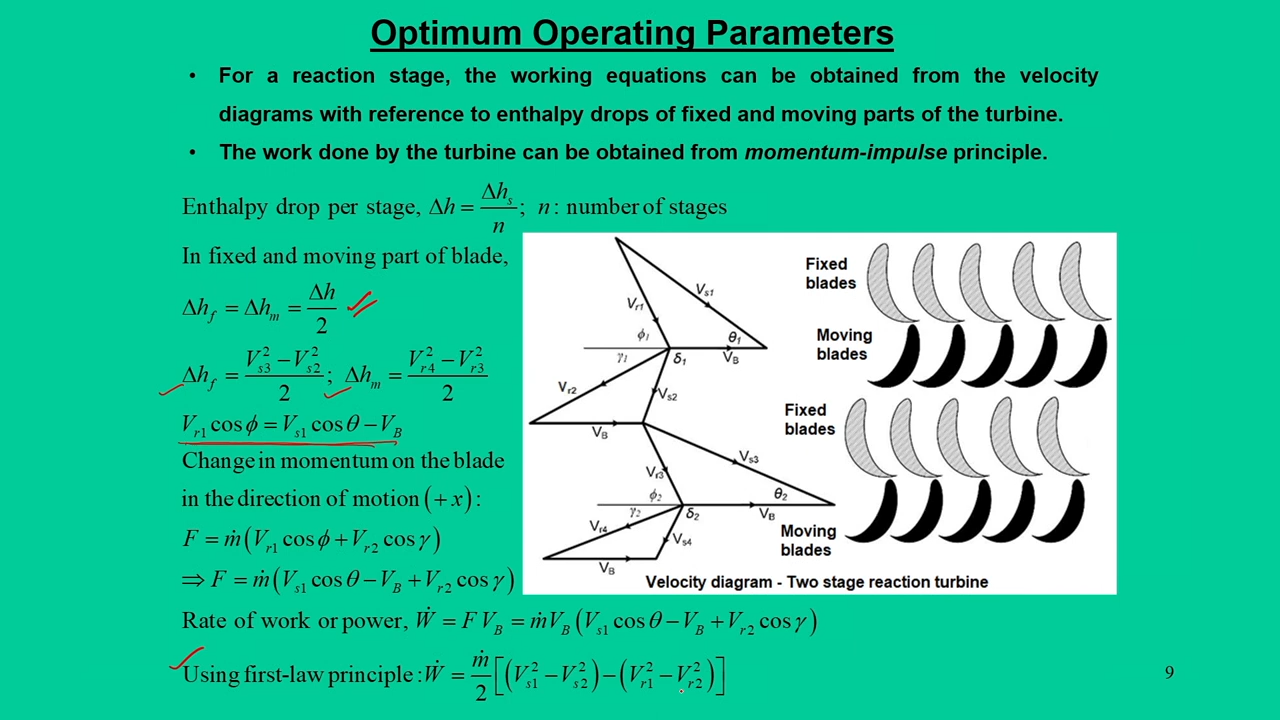 Optimum Operating Parameters
• For a reaction stage, the working equations can be obtained from the velocity
diagrams with reference to enthalpy drops of fixed and moving parts of the turbine.
• The work done by the turbine can be obtained from momentum-impulse principle.
Enthalpy drop per stage, Δh = Δh_s / n ; n : number of stages
In fixed and moving part of blade,
Δh_f = Δh_m = Δh / 2
Δh_f = (V_s3² − V_s2²) / 2 ; Δh_m = (V_r4² − V_r3²) / 2
V_r1 cos ϕ = V_s1 cos θ − V_B
Change in momentum on the blade
in the direction of motion (+ x) :
F = ṁ (V_r1 cos ϕ + V_r2 cos γ)
⇒ F = ṁ (V_s1 cos θ − V_B + V_r2 cos γ)
Rate of work or power, Ẇ = F V_B = ṁV_B (V_s1 cos θ − V_B + V_r2 cos γ)
Using first-law principle : Ẇ = ṁ / 2 [(V_s1² − V_s2²) − (V_r1² − V_r2²)]
V_s1
V_r1
ϕ_1
θ_1
γ_1
δ_1
V_B
V_r2
V_s2
V_B
V_s3
V_r3
ϕ_2
θ_2
γ_2
δ_2
V_B
V_r4
V_s4
V_B
Fixed
blades
Moving
blades
Fixed
blades
Moving
blades
Velocity diagram - Two stage reaction turbine
9